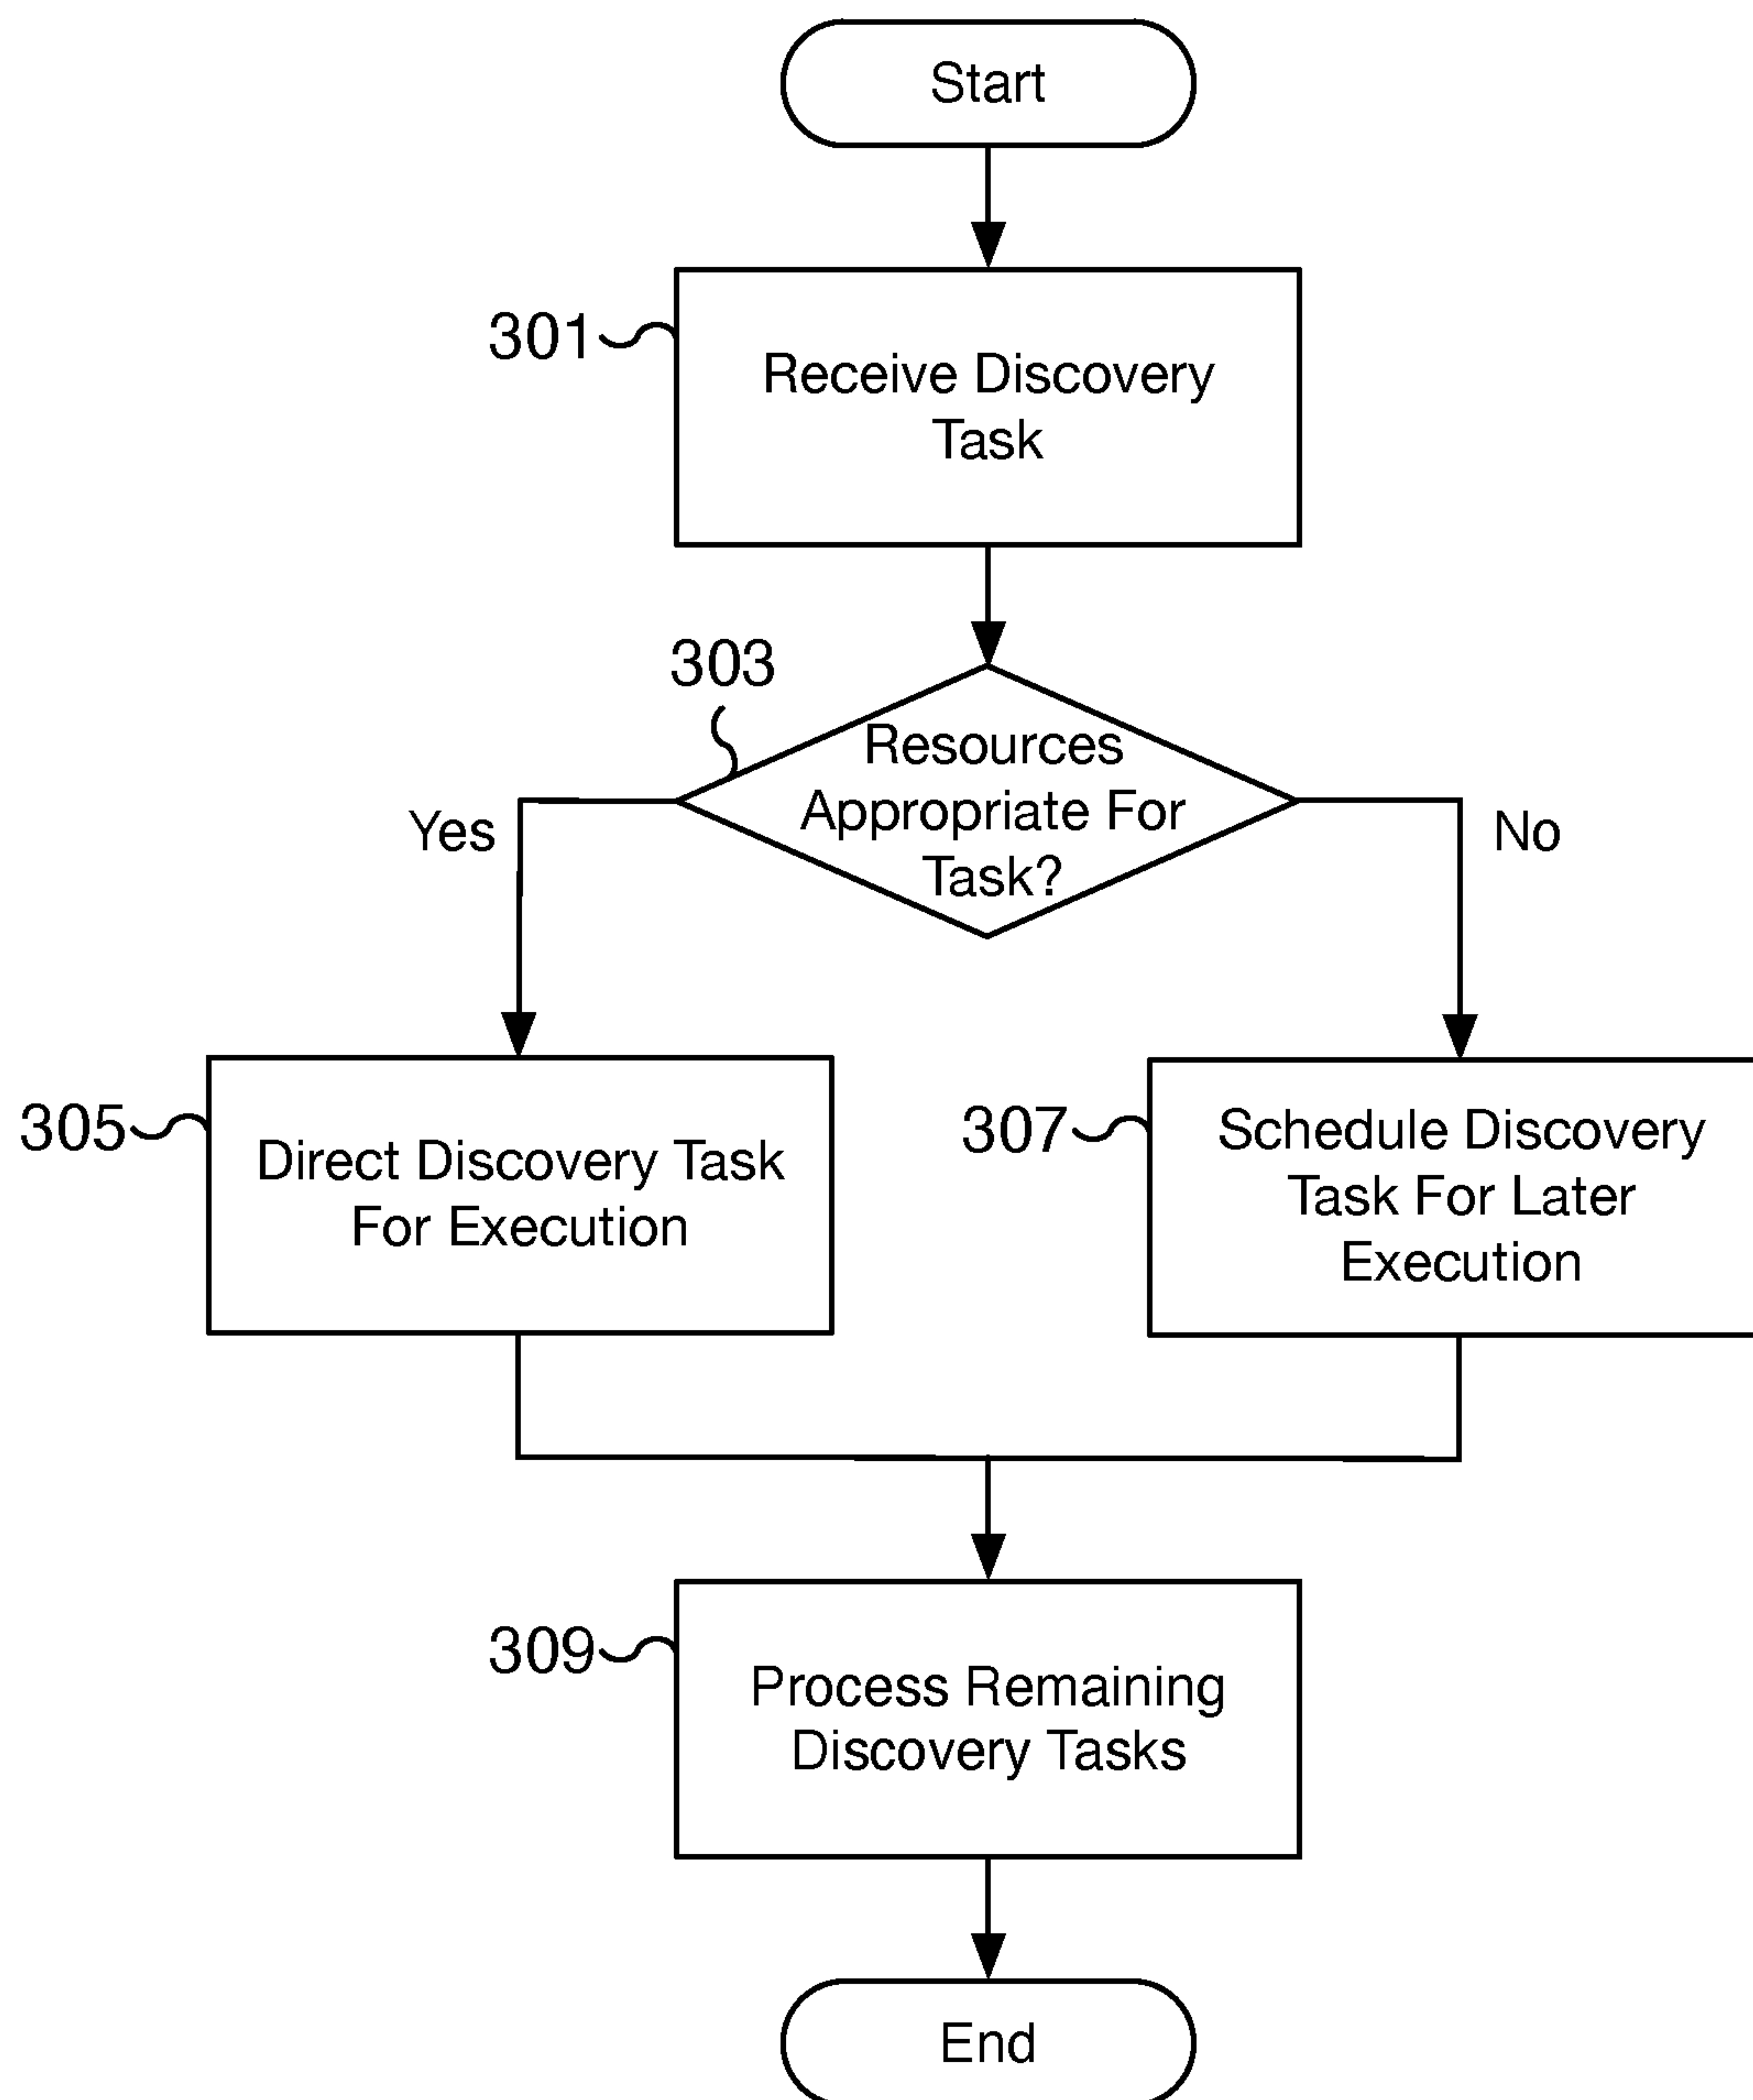 Start
301
Receive Discovery
Task
303
Resources
Appropriate For
Task?
Yes
No
305
Direct Discovery Task
For Execution
307
Schedule Discovery
Task For Later
Execution
309
Process Remaining
Discovery Tasks
End